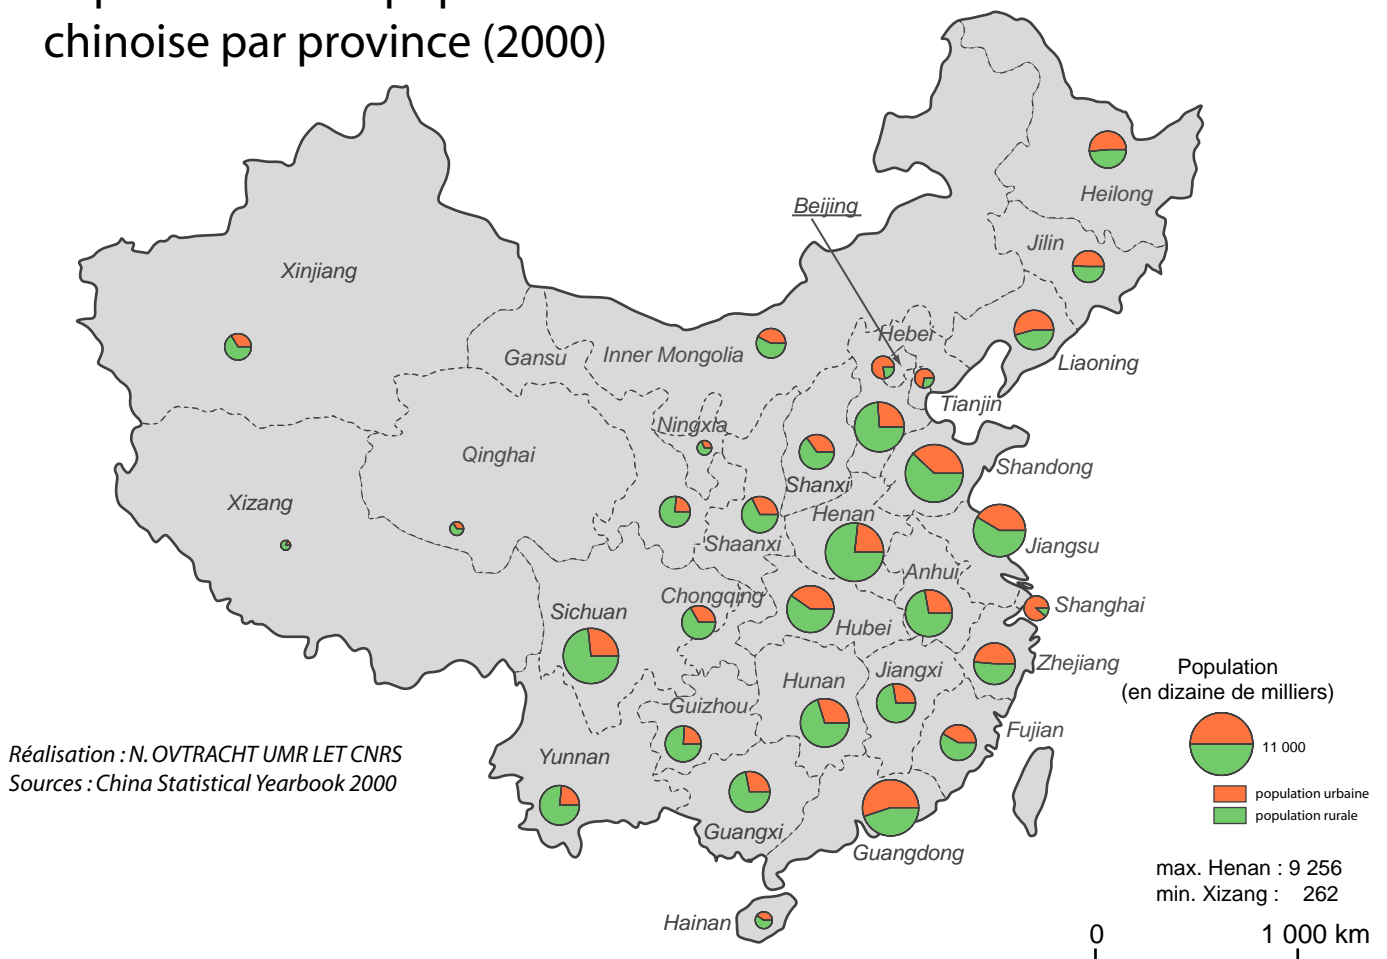 chinoise par province (2000)
Heilong
Beijing
Jilin
Xinjiang
Hebei
Gansu
Inner Mongolia
Liaoning
Tianjin
Ningxia
Qinghai
Shandong
Shanxi
Xizang
Henan
Shaanxi
Jiangsu
Anhui
Chongqing
Sichuan
Shanghai
Hubei
Zhejiang
Jiangxi
Hunan
Guizhou
Fujian
Yunnan
Guangxi
Guangdong
Hainan
Réalisation : N. OVTRACHT UMR LET CNRS
Sources : China Statistical Yearbook 2000
Population
(en dizaine de milliers)
11 000
population urbaine
population rurale
max. Henan : 9 256
min. Xizang : 262
0 1 000 km